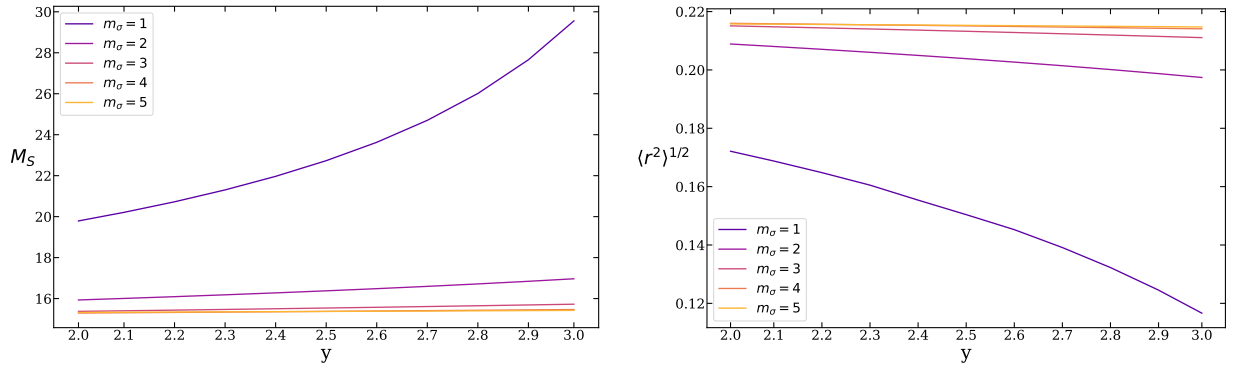 30
28
26
24
22
20
18
16
M_S
m_σ = 1
m_σ = 2
m_σ = 3
m_σ = 4
m_σ = 5
2.0 2.1 2.2 2.3 2.4 2.5 2.6 2.7 2.8 2.9 3.0
y
0.22
0.20
0.18
0.16
0.14
0.12
⟨r²⟩^{1/2}
m_σ = 1
m_σ = 2
m_σ = 3
m_σ = 4
m_σ = 5
2.0 2.1 2.2 2.3 2.4 2.5 2.6 2.7 2.8 2.9 3.0
y